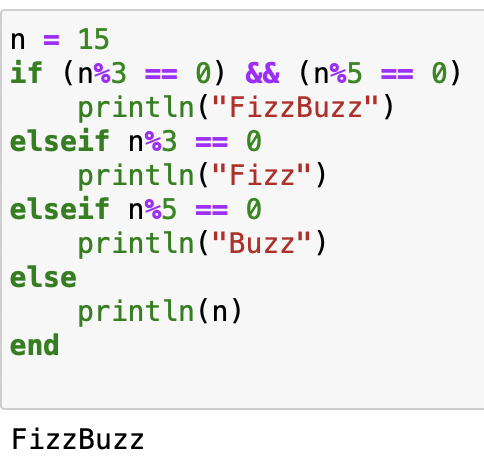 n = 15
if (n%3 == 0) && (n%5 == 0)
    println("FizzBuzz")
elseif n%3 == 0
    println("Fizz")
elseif n%5 == 0
    println("Buzz")
else
    println(n)
end
FizzBuzz